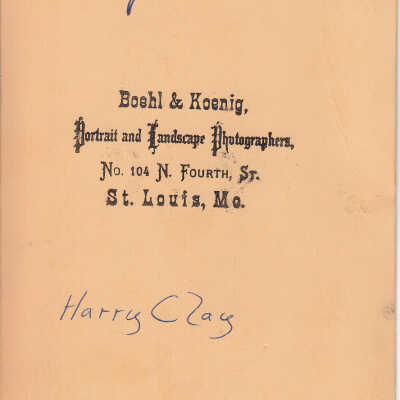 Boehl & Koenig,
Portrait and Landscape Photographers,
No. 104 N. Fourth, St.
St. Louis, Mo.
Harry Clay